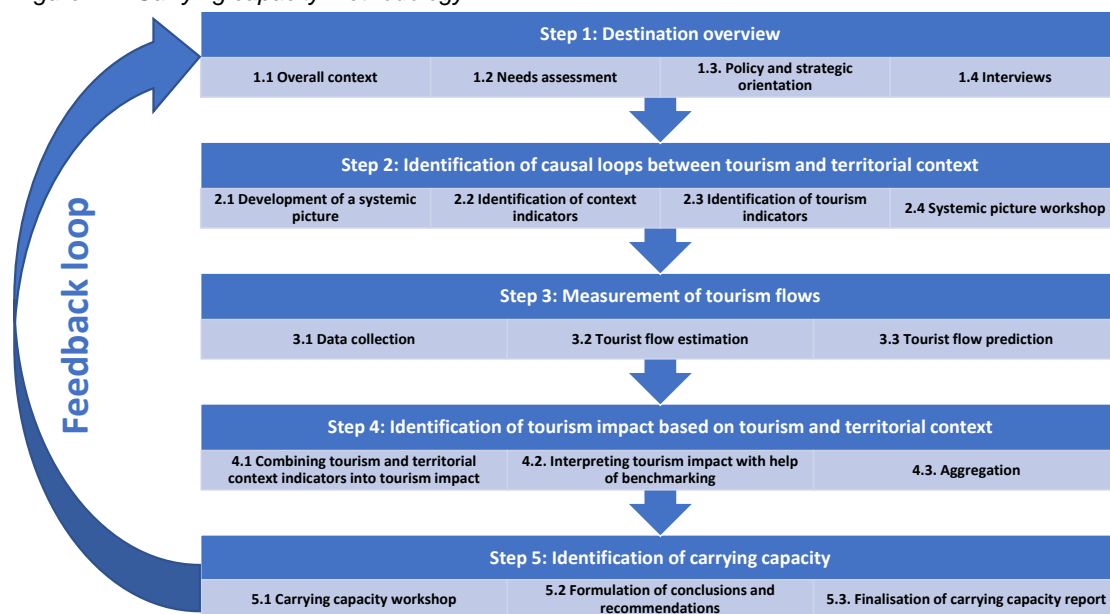 Step 1: Destination overview
1.1 Overall context
1.2 Needs assessment
1.3. Policy and strategic
orientation
1.4 Interviews
Step 2: Identification of causal loops between tourism and territorial context
2.1 Development of a systemic
picture
2.2 Identification of context
indicators
2.3 Identification of tourism
indicators
2.4 Systemic picture workshop
Feedback loop
Step 3: Measurement of tourism flows
3.1 Data collection
3.2 Tourist flow estimation
3.3 Tourist flow prediction
Step 4: Identification of tourism impact based on tourism and territorial context
4.1 Combining tourism and territorial
context indicators into tourism impact
4.2. Interpreting tourism impact with help
of benchmarking
4.3. Aggregation
Step 5: Identification of carrying capacity
5.1 Carrying capacity workshop
5.2 Formulation of conclusions and
recommendations
5.3. Finalisation of carrying capacity report